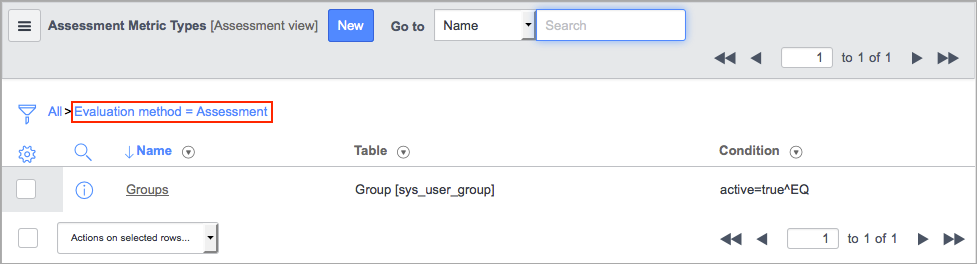 Assessment Metric Types [Assessment view] New Go to Name Search
1 to 1 of 1
All > Evaluation method = Assessment
Name Table Condition
Groups Group [sys_user_group] active=true^EQ
Actions on selected rows... 1 to 1 of 1